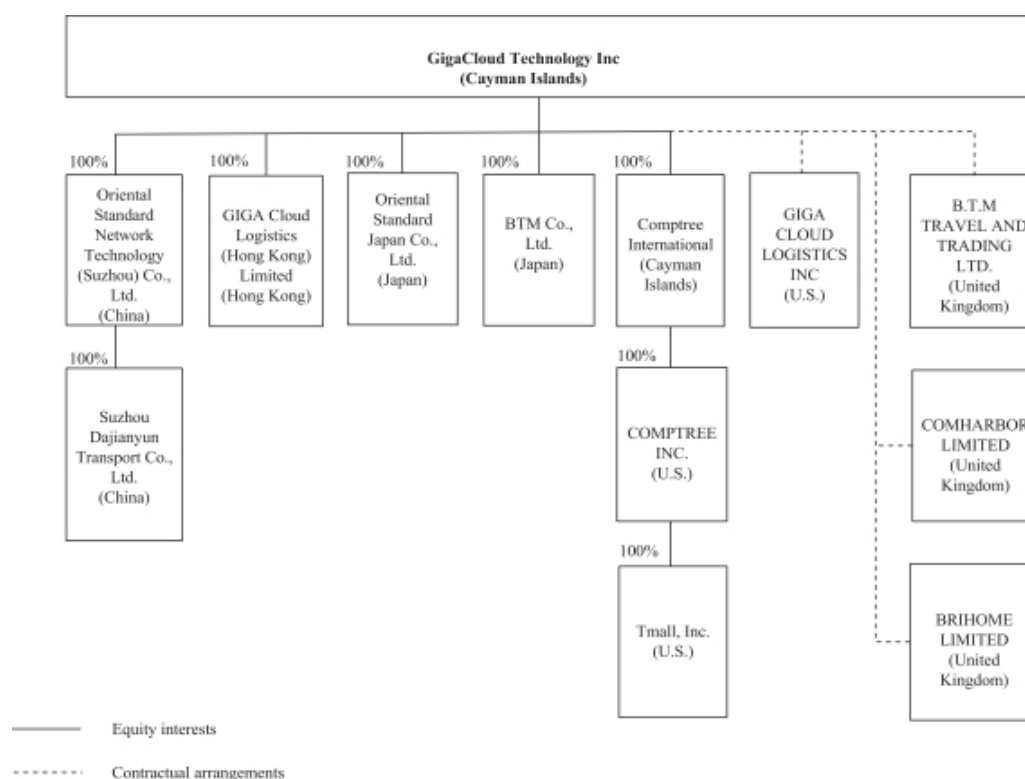 GigaCloud Technology Inc
(Cayman Islands)
100%
100%
100%
100%
100%
Oriental
Standard
Network
Technology
(Suzhou) Co.,
Ltd.
(China)
GIGA Cloud
Logistics
(Hong Kong)
Limited
(Hong Kong)
Oriental
Standard
Japan Co.,
Ltd.
(Japan)
BTM Co.,
Ltd.
(Japan)
Comptree
International
(Cayman
Islands)
GIGA
CLOUD
LOGISTICS
INC
(U.S.)
B.T.M
TRAVEL AND
TRADING
LTD.
(United
Kingdom)
100%
100%
Suzhou
Dajianyun
Transport Co.,
Ltd.
(China)
COMPTREE
INC.
(U.S.)
COMHARBOR
LIMITED
(United
Kingdom)
100%
Tmall, Inc.
(U.S.)
BRIHOME
LIMITED
(United
Kingdom)
Equity interests
Contractual arrangements